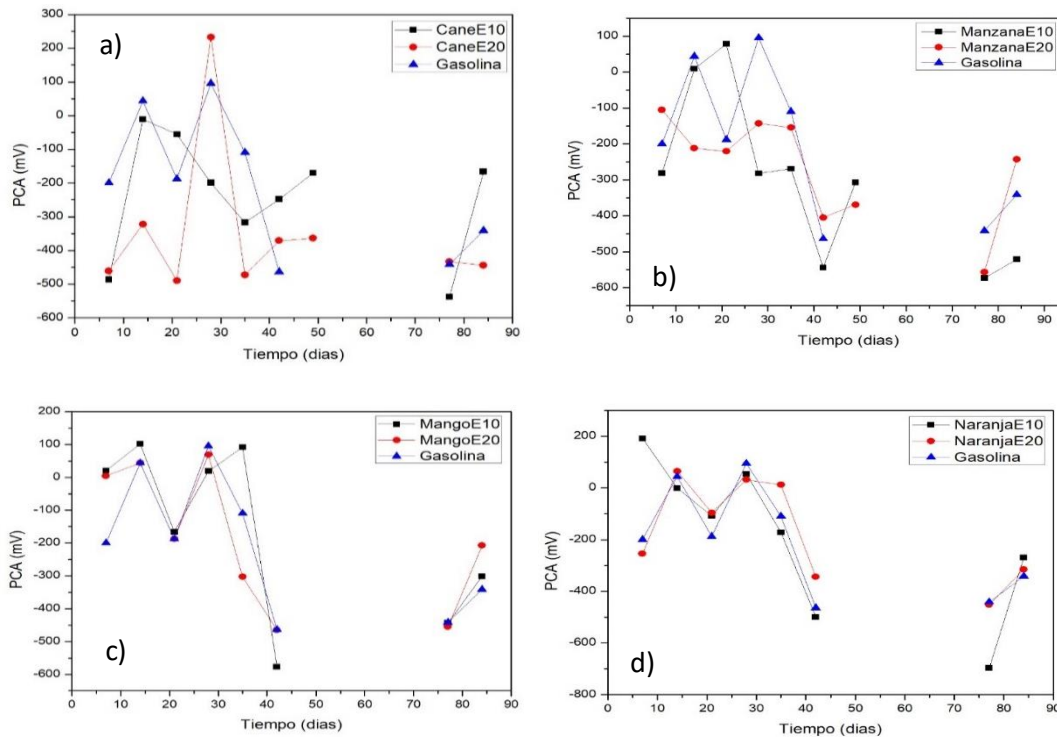 a)
CaneE10
CaneE20
Gasolina
300
200
100
0
-100
-200
-300
-400
-500
-600
PCA (mV)
0 10 20 30 40 50 60 70 80 90
Tiempo (dias)
b)
ManzanaE10
ManzanaE20
Gasolina
100
0
-100
-200
-300
-400
-500
-600
PCA (mV)
0 10 20 30 40 50 60 70 80 90
Tiempo (dias)
c)
MangoE10
MangoE20
Gasolina
200
100
0
-100
-200
-300
-400
-500
-600
PCA (mV)
0 10 20 30 40 50 60 70 80 90
Tiempo (dias)
d)
NaranjaE10
NaranjaE20
Gasolina
200
0
-200
-400
-600
-800
PCA (mV)
0 10 20 30 40 50 60 70 80 90
Tiempo (dias)